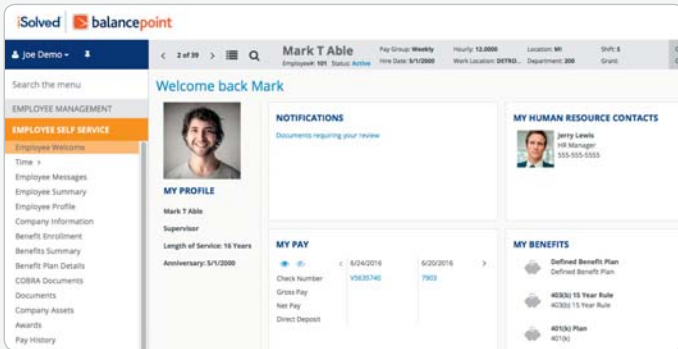 iSolved balancepoint
Joe Demo
2 of 39
Mark T Able
Employee#: 101 Status: Active
Pay Group: Weekly
Hire Date: 5/1/2000
Hourly: 12.0000
Work Location: DETRO...
Location: MI
Department: 200
Shift: S
Grant:
Search the menu
EMPLOYEE MANAGEMENT
EMPLOYEE SELF SERVICE
Employee Welcome
Time >
Employee Messages
Employee Summary
Employee Profile
Company Information
Benefit Enrollment
Benefits Summary
Benefit Plan Details
COBRA Documents
Documents
Company Assets
Awards
Pay History
Welcome back Mark
MY PROFILE
Mark T Able
Supervisor
Length of Service: 16 Years
Anniversary: 5/1/2000
NOTIFICATIONS
Documents requiring your review
MY HUMAN RESOURCE CONTACTS
Jerry Lewis
HR Manager
555-555-5555
MY PAY
< 6/24/2016 6/20/2016 >
Check Number V5635740 7903
Gross Pay
Net Pay
Direct Deposit
MY BENEFITS
Defined Benefit Plan
Defined Benefit Plan
403(b) 15 Year Rule
403(b) 15 Year Rule
401(k) Plan
401(k)